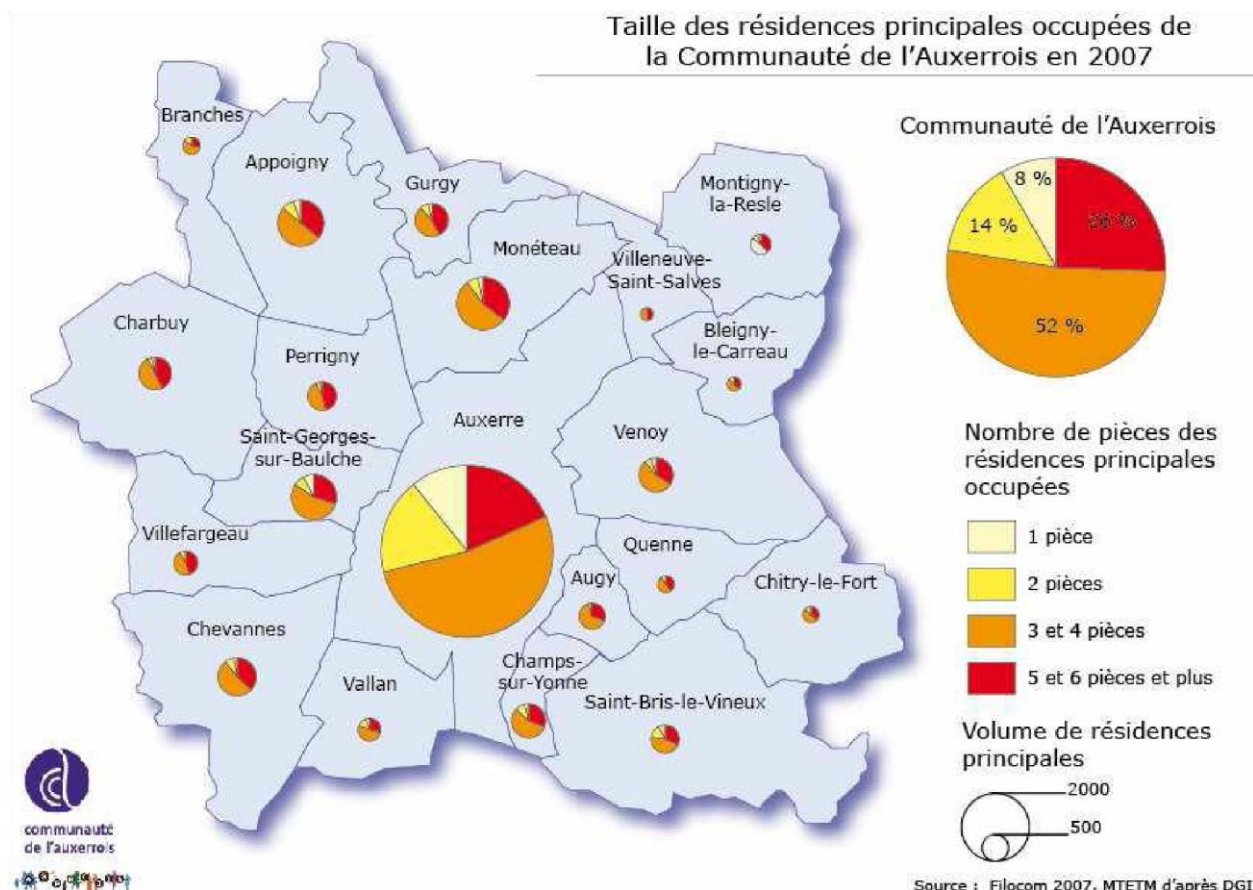 Taille des résidences principales occupées de
la Communauté de l'Auxerrois en 2007
Communauté de l'Auxerrois
8 %
14 %
26 %
52 %
Branches
Appoigny
Gurgy
Montigny-
la-Resle
Monéteau
Villeneuve-
Saint-Salves
Charbuy
Bleigny-
le-Carreau
Perrigny
Auxerre
Venoy
Saint-Georges-
sur-Baulche
Villefargeau
Quenne
Augy
Chitry-le-Fort
Chevannes
Vallan
Champs-
sur-Yonne
Saint-Bris-le-Vineux
Nombre de pièces des
résidences principales
occupées
1 pièce
2 pièces
3 et 4 pièces
5 et 6 pièces et plus
Volume de résidences
principales
2000
500
communauté
de l'auxerrois
Source : Filocom 2007, MTETM d'après DGI